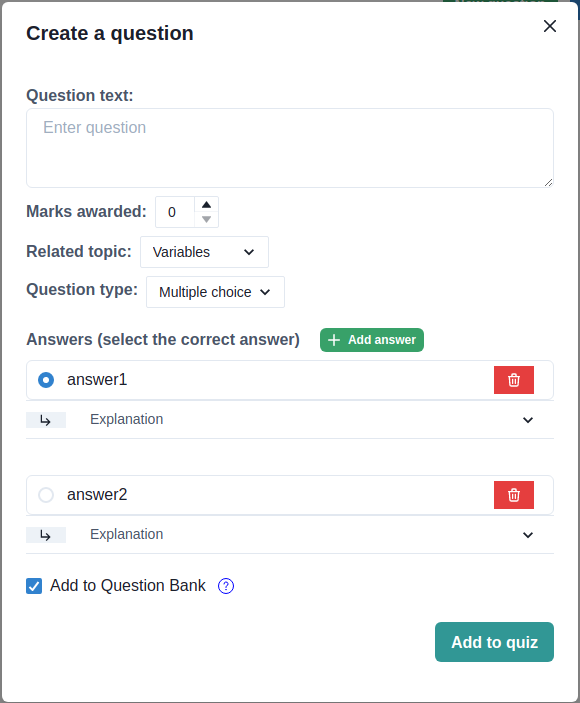 Create a question
Question text:
Enter question
Marks awarded: 0
Related topic: Variables
Question type: Multiple choice
Answers (select the correct answer) Add answer
answer1
Explanation
answer2
Explanation
Add to Question Bank ?
Add to quiz